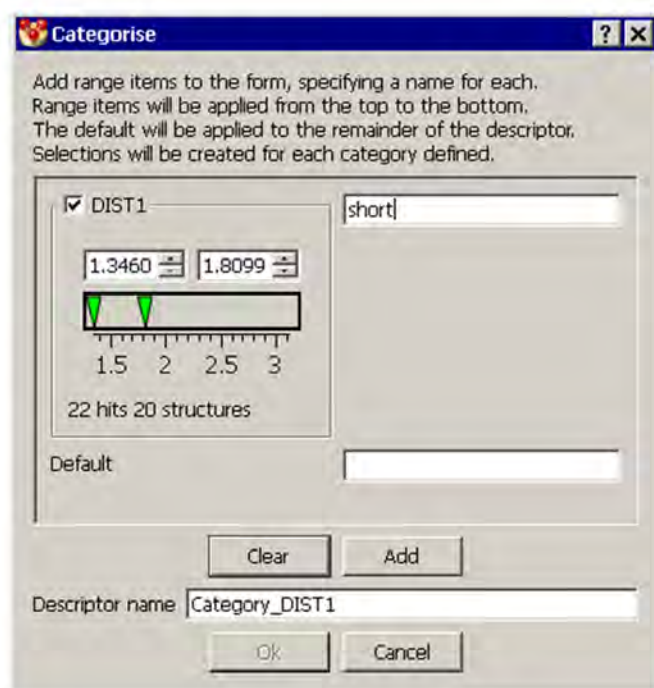 Categorise
Add range items to the form, specifying a name for each.
Range items will be applied from the top to the bottom.
The default will be applied to the remainder of the descriptor.
Selections will be created for each category defined.
DIST1
short
1.3460 1.8099
1.5 2 2.5 3
22 hits 20 structures
Default
Clear Add
Descriptor name Category_DIST1
Ok Cancel